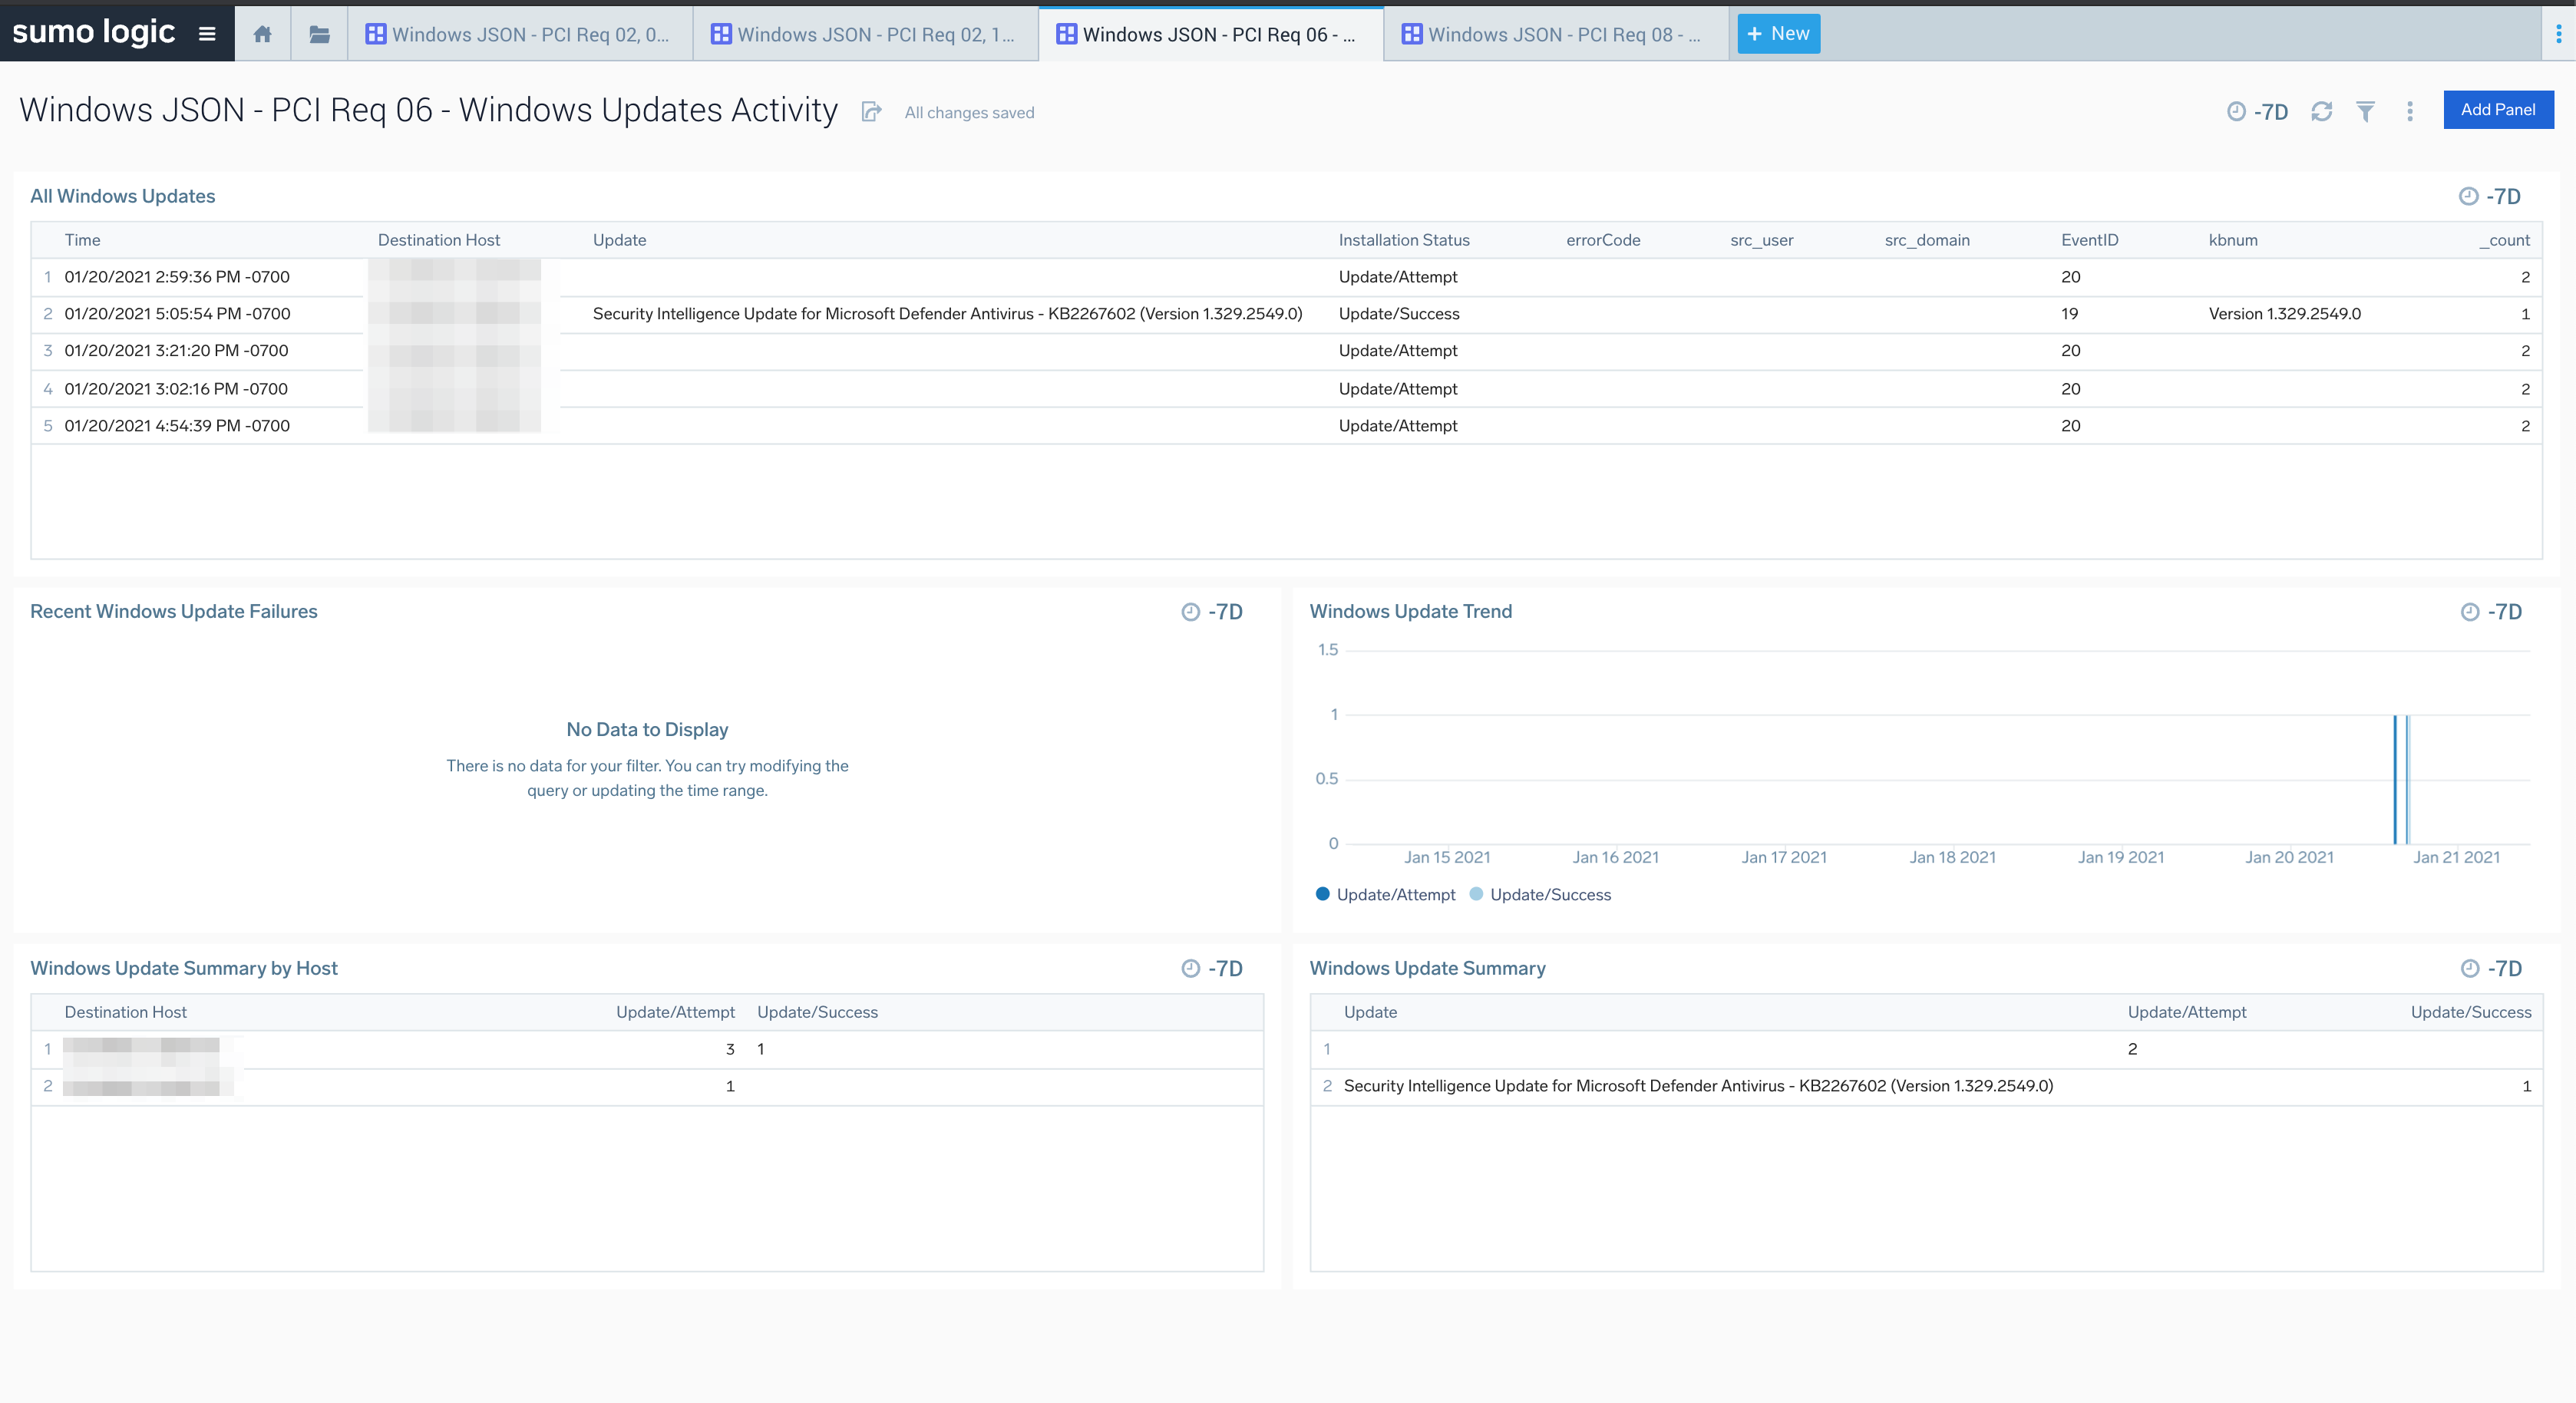 sumo logic
Windows JSON - PCI Req 02, 0...
Windows JSON - PCI Req 02, 1...
Windows JSON - PCI Req 06 - ...
Windows JSON - PCI Req 08 - ...
+ New
Windows JSON - PCI Req 06 - Windows Updates Activity
All changes saved
-7D
Add Panel
All Windows Updates
-7D
Time Destination Host Update Installation Status errorCode src_user src_domain EventID kbnum _count
1 01/20/2021 2:59:36 PM -0700 Update/Attempt 20 2
2 01/20/2021 5:05:54 PM -0700 Security Intelligence Update for Microsoft Defender Antivirus - KB2267602 (Version 1.329.2549.0) Update/Success 19 Version 1.329.2549.0 1
3 01/20/2021 3:21:20 PM -0700 Update/Attempt 20 2
4 01/20/2021 3:02:16 PM -0700 Update/Attempt 20 2
5 01/20/2021 4:54:39 PM -0700 Update/Attempt 20 2
Recent Windows Update Failures
-7D
No Data to Display
There is no data for your filter. You can try modifying the
query or updating the time range.
Windows Update Trend
-7D
1.5
1
0.5
0
Jan 15 2021 Jan 16 2021 Jan 17 2021 Jan 18 2021 Jan 19 2021 Jan 20 2021 Jan 21 2021
Update/Attempt Update/Success
Windows Update Summary by Host
-7D
Destination Host Update/Attempt Update/Success
1 3 1
2 1
Windows Update Summary
-7D
Update Update/Attempt Update/Success
1 2
2 Security Intelligence Update for Microsoft Defender Antivirus - KB2267602 (Version 1.329.2549.0) 1